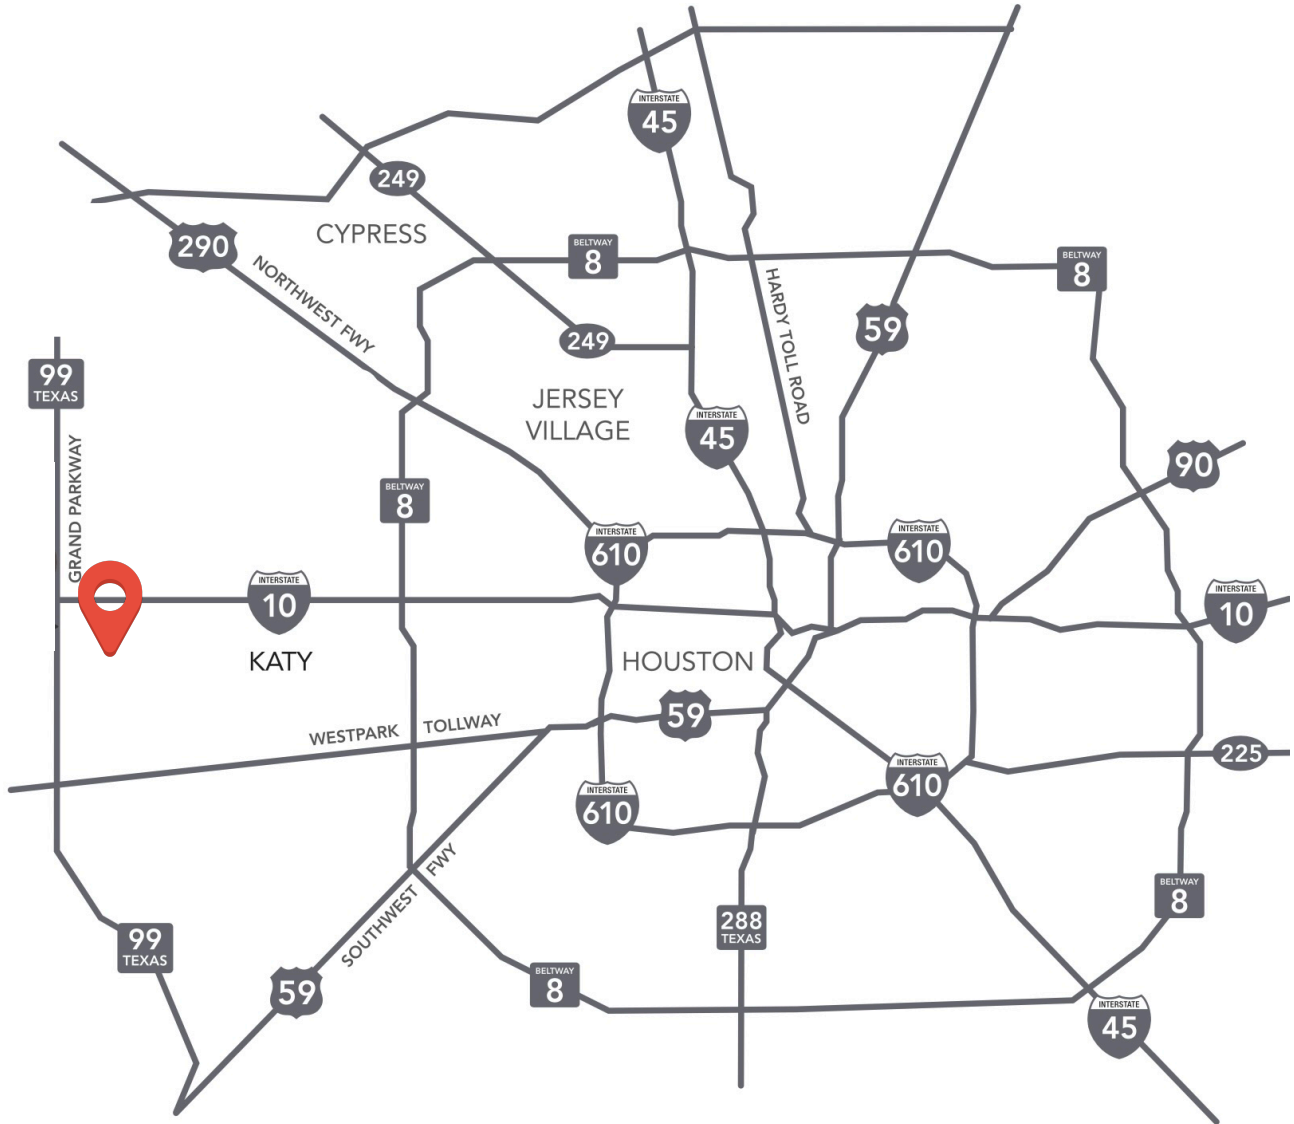 INTERSTATE
45
249
CYPRESS
290
BELTWAY
8
BELTWAY
8
NORTHWEST FWY
HARDY TOLL ROAD
59
249
99
TEXAS
JERSEY
VILLAGE
INTERSTATE
45
GRAND PARKWAY
90
BELTWAY
8
INTERSTATE
610
INTERSTATE
610
INTERSTATE
10
INTERSTATE
10
KATY
HOUSTON
59
WESTPARK TOLLWAY
225
INTERSTATE
610
INTERSTATE
610
SOUTHWEST FWY
BELTWAY
8
288
TEXAS
99
TEXAS
59
BELTWAY
8
INTERSTATE
45